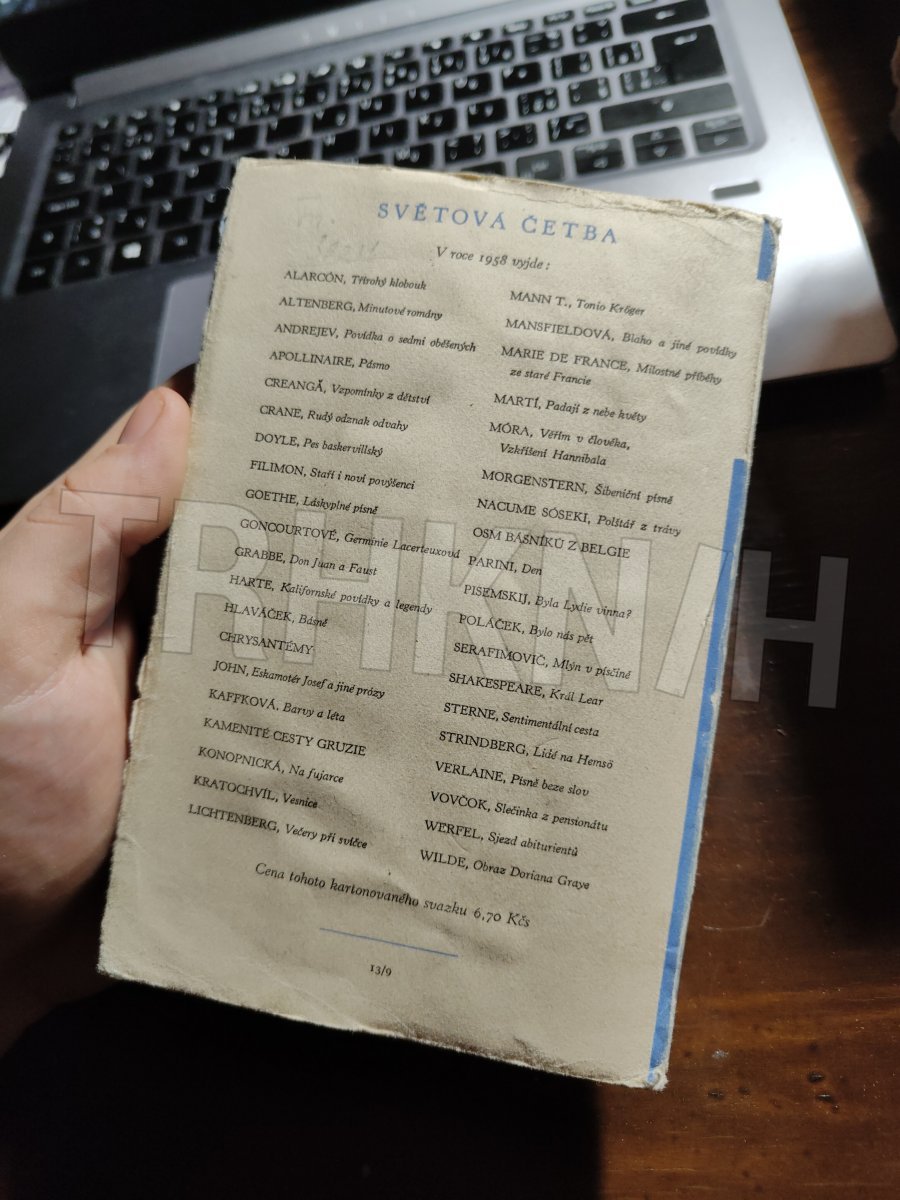 SVĚTOVÁ ČETBA
V roce 1958 vyjde:
ALARCÓN, Třírohý klobouk
ALTENBERG, Minutové romány
ANDREJEV, Povídka o sedmi oběšených
APOLLINAIRE, Pásmo
CREANGĂ, Vzpomínky z dětství
CRANE, Rudý odznak odvahy
DOYLE, Pes baskervillský
FILIMON, Staří i noví povýšenci
GOETHE, Láskyplné písně
GONCOURTOVÉ, Germinie Lacerteuxová
GRABBE, Don Juan a Faust
HARTE, Kalifornské povídky a legendy
HLAVÁČEK, Básně
CHRYSANTÉMY
JOHN, Eskamotér Josef a jiné prózy
KAFFKOVÁ, Barvy a léta
KAMENITÉ CESTY GRUZIE
KONOPNICKÁ, Na fujarce
KRATOCHVÍL, Vesnice
LICHTENBERG, Večery při svíčce
MANN T., Tonio Kröger
MANSFIELDOVÁ, Blaho a jiné povídky
MARIE DE FRANCE, Milostné příběhy
ze staré Francie
MARTÍ, Padají z nebe květy
MÓRA, Věřím v člověka,
Vzkříšení Hannibala
MORGENSTERN, Šibeniční písně
NACUME SÓSEKI, Polštář z trávy
OSM BÁSNÍKŮ Z BELGIE
PARINI, Den
PISEMSKIJ, Byla Lydie vinna?
POLÁČEK, Bylo nás pět
SERAFIMOVIČ, Mlýn v písčině
SHAKESPEARE, Král Lear
STERNE, Sentimentální cesta
STRINDBERG, Lidé na Hemsö
VERLAINE, Písně beze slov
VOVČOK, Slečinka z pensionátu
WERFEL, Sjezd abiturientů
WILDE, Obraz Doriana Graye
Cena tohoto kartonovaného svazku 6,70 Kčs
13/9
TRHKNIH